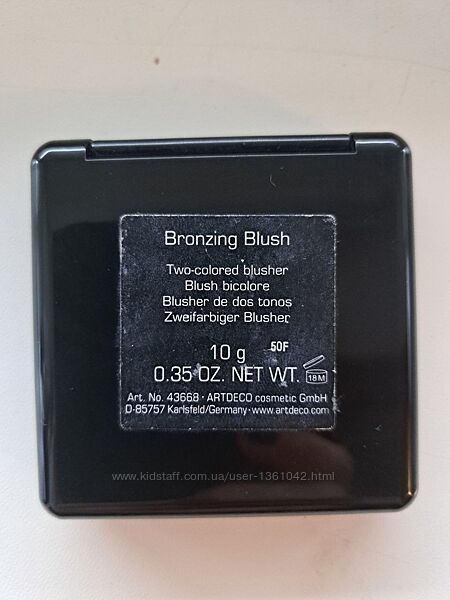 Bronzing Blush
Two-colored blusher
Blush bicolore
Blusher de dos tonos
Zweifarbiger Blusher
10 g 50F
0.35 OZ. NET WT. 18M
Art. No. 43668 · ARTDECO cosmetic GmbH
D-85757 Karlsfeld/Germany · www.artdeco.com
www.kidstaff.com.ua/user-1361042.html